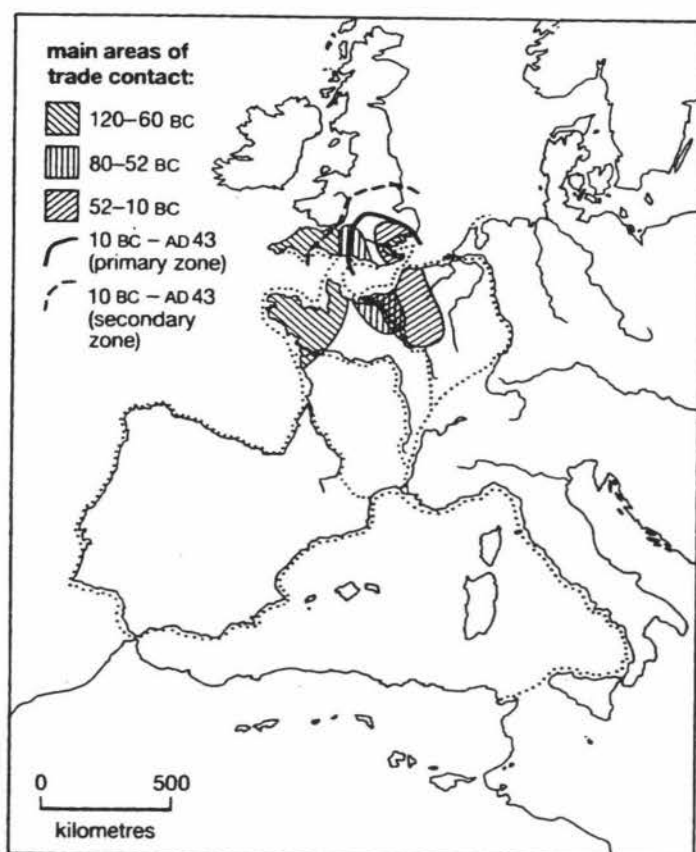 main areas of
trade contact:
120–60 BC
80–52 BC
52–10 BC
10 BC – AD 43
(primary zone)
10 BC – AD 43
(secondary
zone)
0 500
kilometres